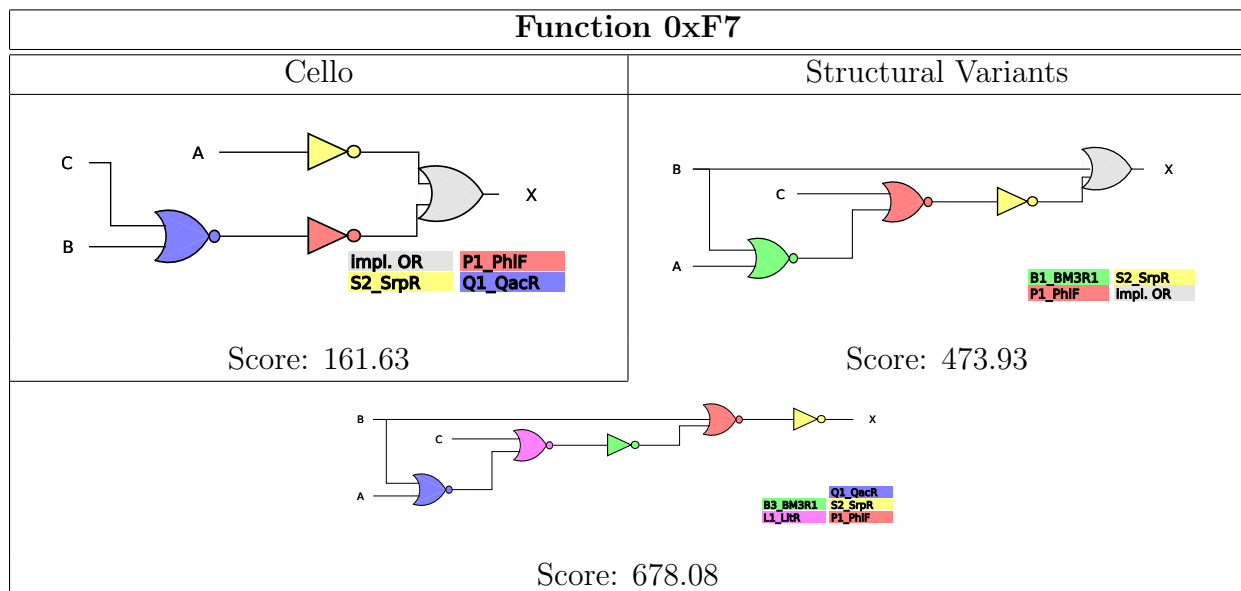 Function 0xF7
Cello
Structural Variants
C
A
B
X
impl. OR
P1_PhlF
S2_SrpR
Q1_QacR
Score: 161.63
B
C
A
X
B1_BM3R1
S2_SrpR
P1_PhlF
impl. OR
Score: 473.93
B
C
A
X
Q1_QacR
B3_BM3R1
S2_SrpR
L1_LitR
P1_PhlF
Score: 678.08